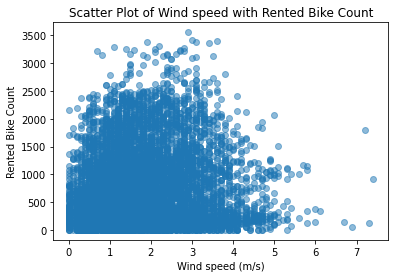 Scatter Plot of Wind speed with Rented Bike Count
Rented Bike Count
3500
3000
2500
2000
1500
1000
500
0
0 1 2 3 4 5 6 7
Wind speed (m/s)